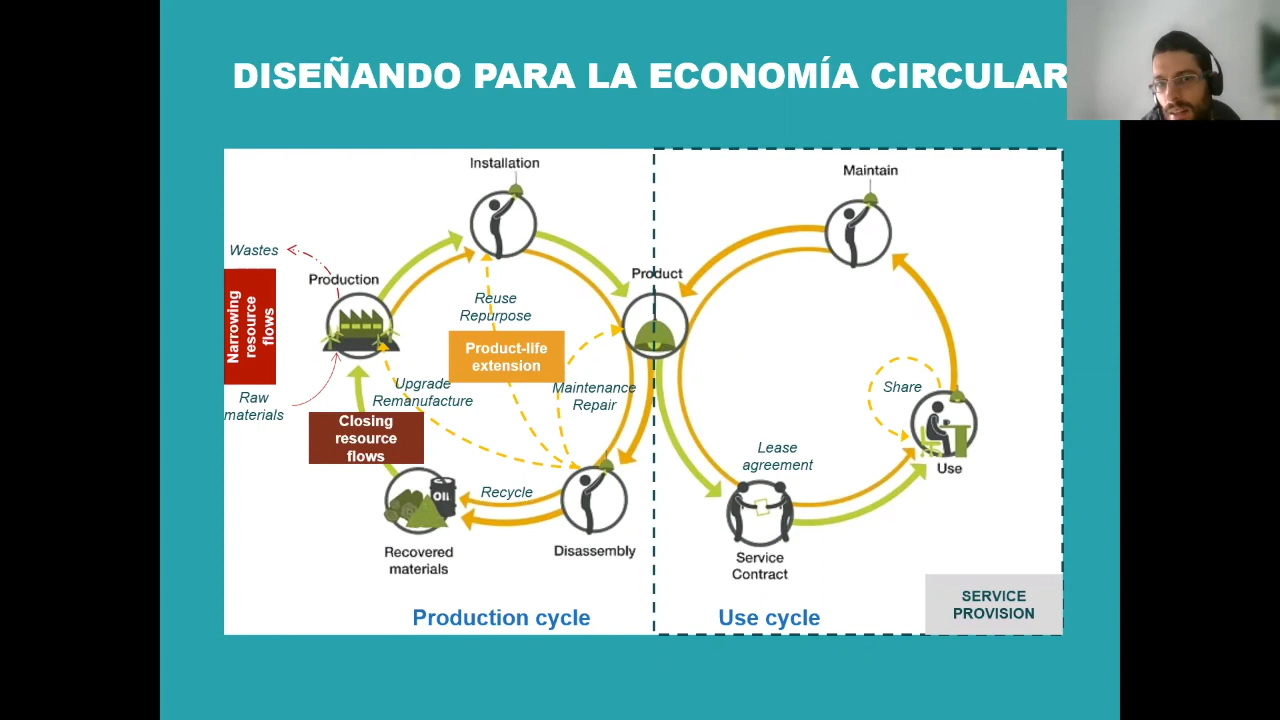 DISEÑANDO PARA LA ECONOMÍA CIRCULAR
Installation
Maintain
Wastes
Production
Product
Narrowing
resource
flows
Reuse
Repurpose
Product-life
extension
Raw
materials
Upgrade
Remanufacture
Maintenance
Repair
Share
Closing
resource
flows
Lease
agreement
Use
Oil
Recycle
Recovered
materials
Disassembly
Service
Contract
Production cycle
Use cycle
SERVICE
PROVISION